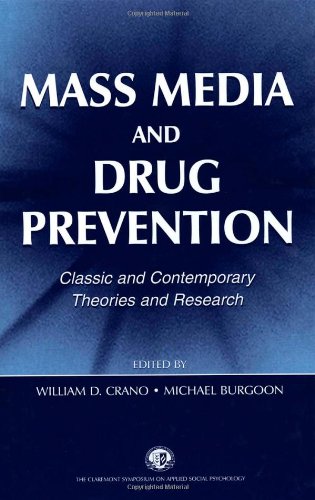 MASS MEDIA
AND
DRUG
PREVENTION
Classic and Contemporary
Theories and Research
EDITED BY
WILLIAM D. CRANO • MICHAEL BURGOON
THE CLAREMONT SYMPOSIUM ON APPLIED SOCIAL PSYCHOLOGY